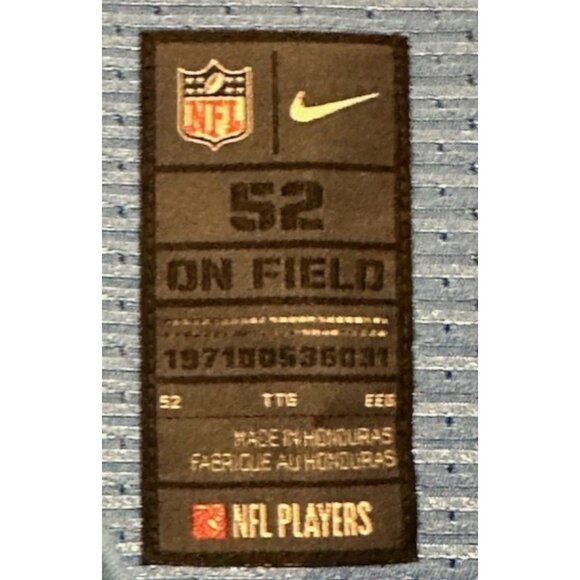 NFL
52
ON FIELD
197100536031
52 TTG EEG
MADE IN HONDURAS
FABRIQUE AU HONDURAS
NFL PLAYERS